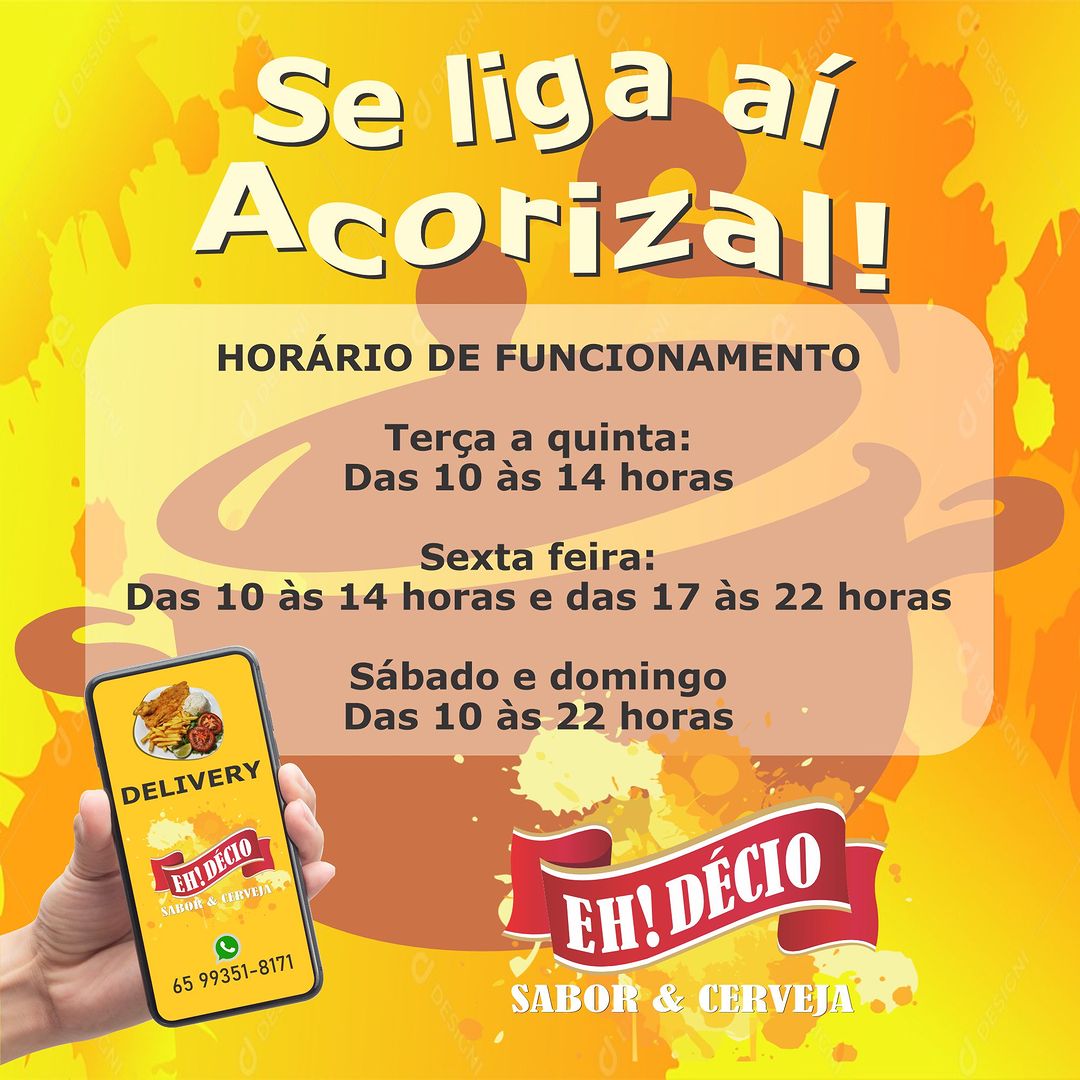 Se liga aí
Acorizal!
HORÁRIO DE FUNCIONAMENTO
Terça a quinta:
Das 10 às 14 horas
Sexta feira:
Das 10 às 14 horas e das 17 às 22 horas
Sábado e domingo
Das 10 às 22 horas
DELIVERY
EH! DÉCIO
SABOR & CERVEJA
65 99351-8171
EH! DÉCIO
SABOR & CERVEJA
DESIGNI